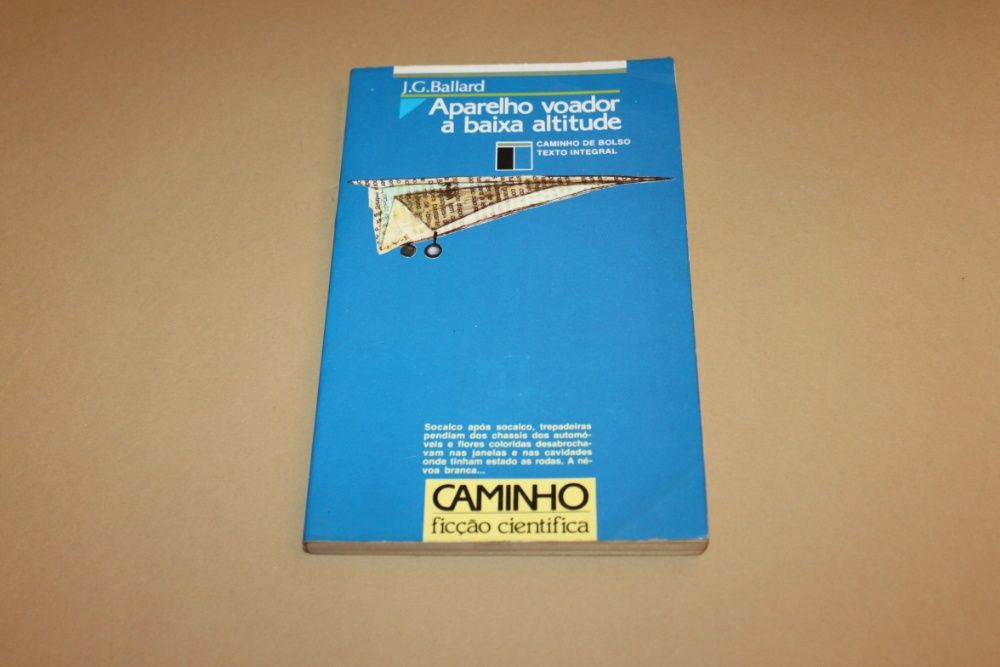 J.G.Ballard
Aparelho voador
a baixa altitude
CAMINHO DE BOLSO
TEXTO INTEGRAL
Socalco após socalco, trepadeiras
pendiam dos chassis dos automó-
veis e flores coloridas desabrocha-
vam nas janelas e nas cavidades
onde tinham estado as rodas. A né-
voa branca...
CAMINHO
ficção científica